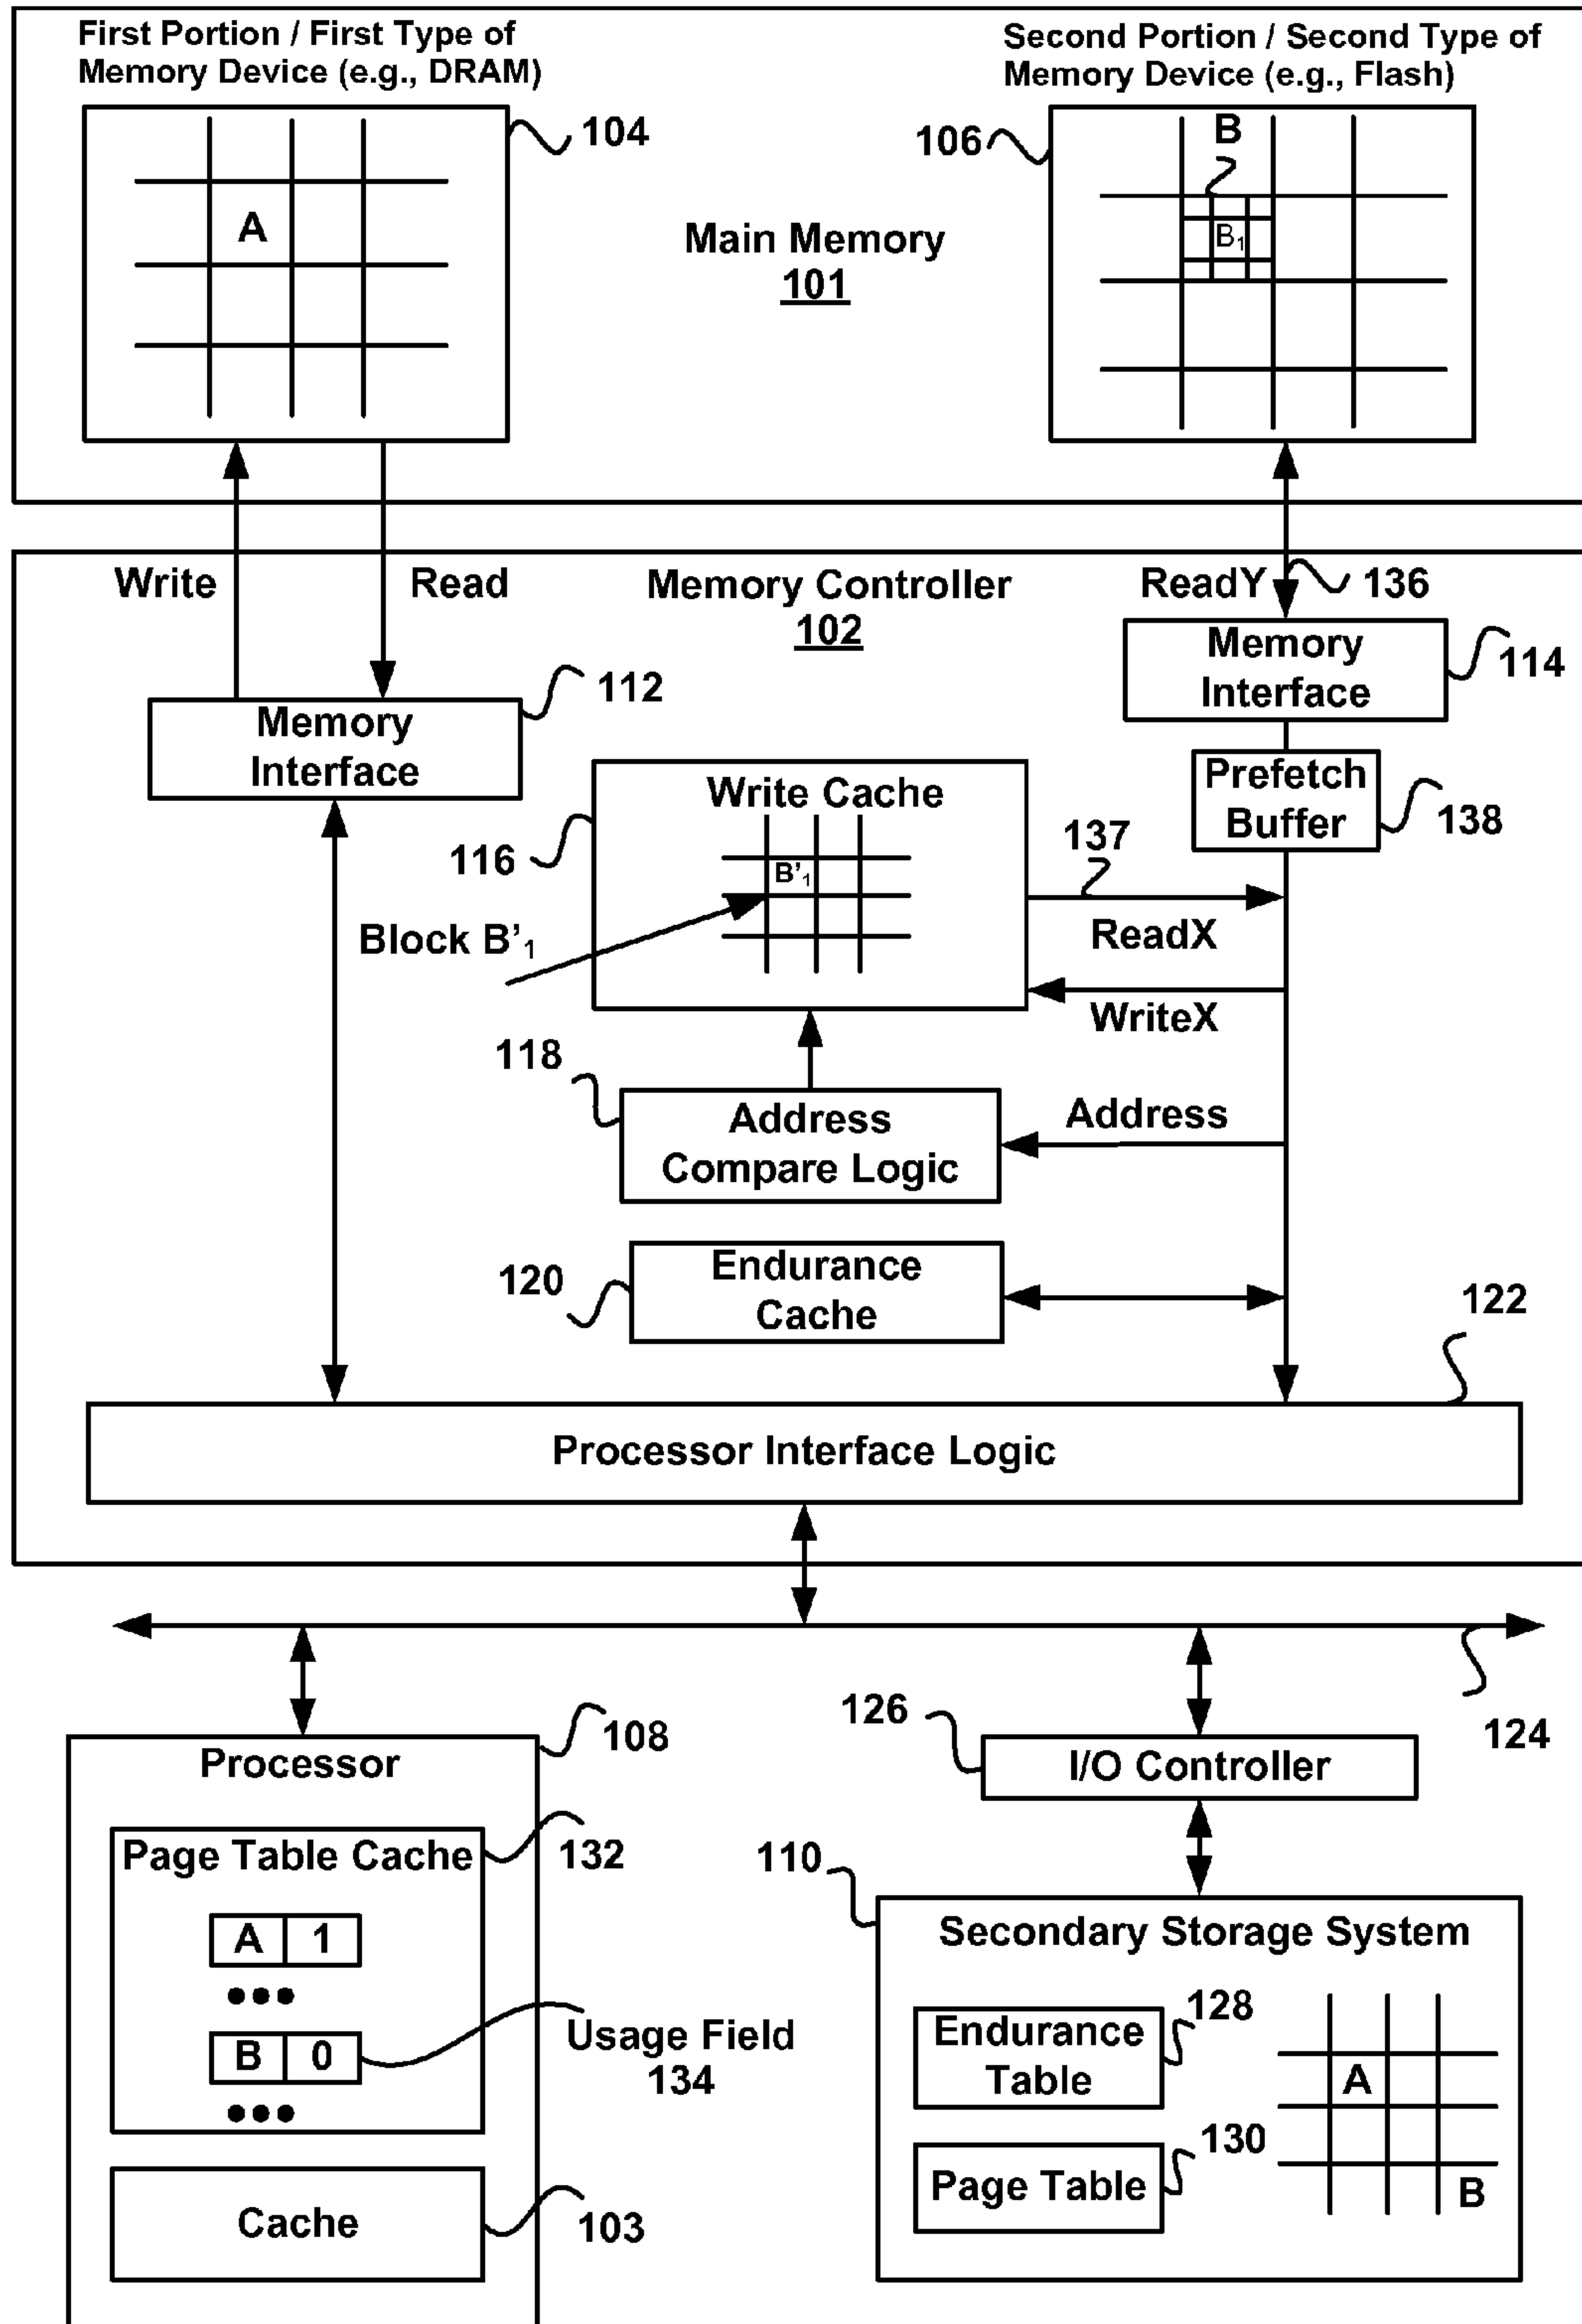 First Portion / First Type of
Memory Device (e.g., DRAM)
Second Portion / Second Type of
Memory Device (e.g., Flash)
104
106
B
A
B₁
Main Memory
101
Write
Read
Memory Controller
102
ReadY
136
Memory
Interface
114
112
Memory
Interface
Prefetch
Buffer
138
Write Cache
116
B'₁
137
Block B'₁
ReadX
WriteX
118
Address
Compare Logic
Address
120
Endurance
Cache
122
Processor Interface Logic
124
108
Processor
126
I/O Controller
Page Table Cache
132
110
A 1
•••
B 0
•••
Usage Field
134
Secondary Storage System
128
Endurance
Table
A
130
Page Table
B
Cache
103